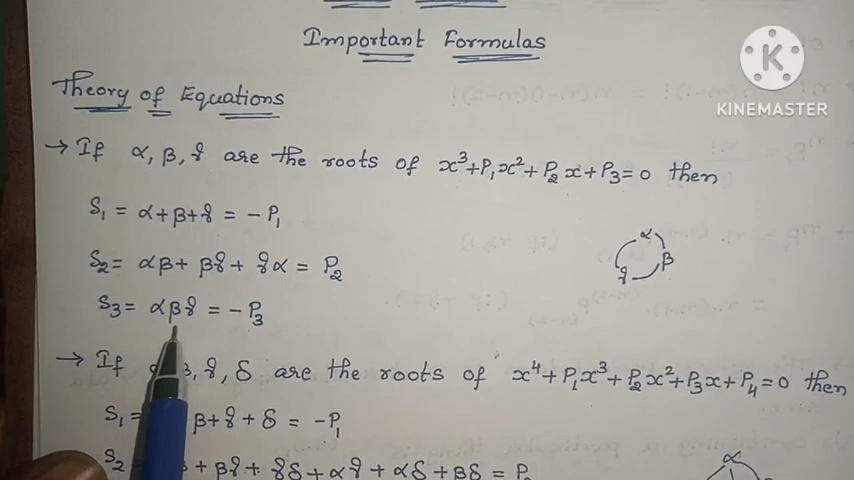 Important Formulas
K
KINEMASTER
Theory of Equations
→ If α, β, γ are the roots of x³+P₁x²+P₂x+P₃=0 then
S₁ = α+β+γ = -P₁
S₂= αβ+βγ+γα = P₂
α
β
γ
S₃= αβγ = -P₃
→ If β, γ, δ are the roots of x⁴+P₁x³+P₂x²+P₃x+P₄=0 then
S₁= β+γ+δ = -P₁
S₂ +βγ+γδ+αγ+αδ+βδ = P₂
α